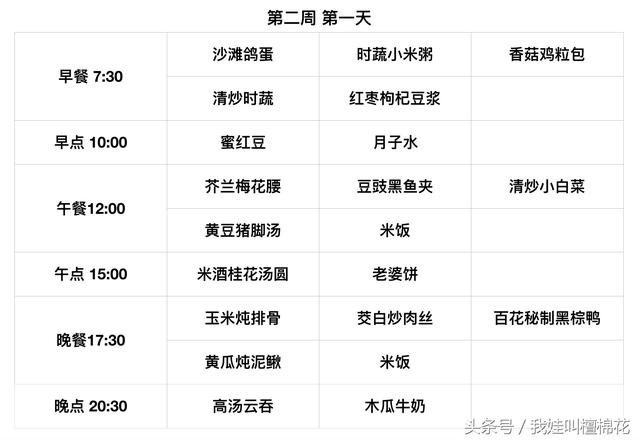 第二周 第一天
早餐 7:30 沙滩鸽蛋 时蔬小米粥 香菇鸡粒包
清炒时蔬 红枣枸杞豆浆
早点 10:00 蜜红豆 月子水
午餐12:00 芥兰梅花腰 豆豉黑鱼夹 清炒小白菜
黄豆猪脚汤 米饭
午点 15:00 米酒桂花汤圆 老婆饼
晚餐17:30 玉米炖排骨 茭白炒肉丝 百花秘制黑棕鸭
黄瓜炖泥鳅 米饭
晚点 20:30 高汤云吞 木瓜牛奶
头条号 / 我娃叫檀棉花